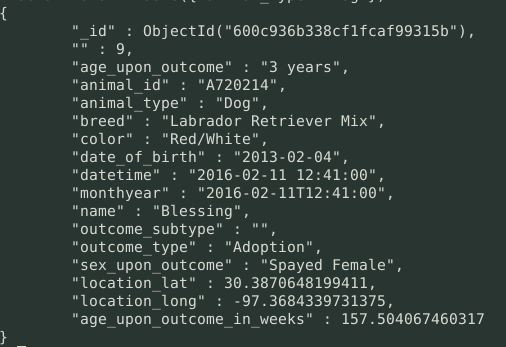 {
"_id" : ObjectId("600c936b338cf1fcaf99315b"),
"" : 9,
"age_upon_outcome" : "3 years",
"animal_id" : "A720214",
"animal_type" : "Dog",
"breed" : "Labrador Retriever Mix",
"color" : "Red/White",
"date_of_birth" : "2013-02-04",
"datetime" : "2016-02-11 12:41:00",
"monthyear" : "2016-02-11T12:41:00",
"name" : "Blessing",
"outcome_subtype" : "",
"outcome_type" : "Adoption",
"sex_upon_outcome" : "Spayed Female",
"location_lat" : 30.3870648199411,
"location_long" : -97.3684339731375,
"age_upon_outcome_in_weeks" : 157.504067460317
}